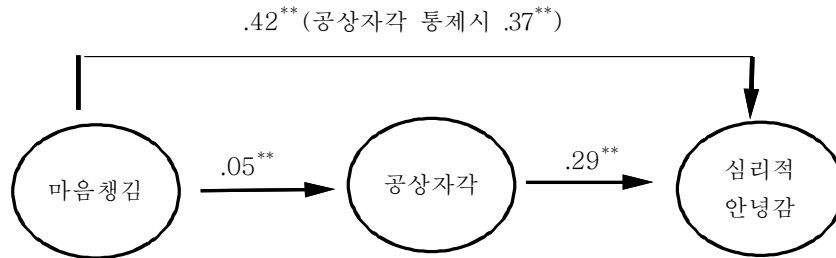 .42**(공상자각 통제시 .37**)
마음챙김
.05**
공상자각
.29**
심리적
안녕감